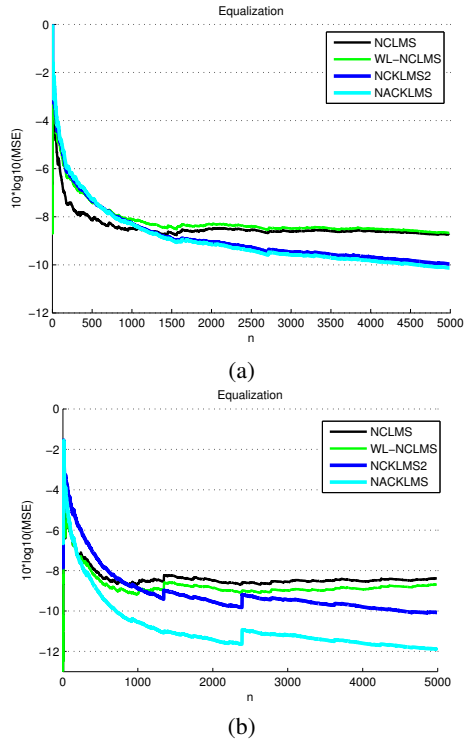 Equalization
0
−2
−4
−6
−8
−10
−12
10*log10(MSE)
NCLMS
WL−NCLMS
NCKLMS2
NACKLMS
0 500 1000 1500 2000 2500 3000 3500 4000 4500 5000
n
(a)
Equalization
0
−2
−4
−6
−8
−10
−12
10*log10(MSE)
NCLMS
WL−NCLMS
NCKLMS2
NACKLMS
0 1000 2000 3000 4000 5000
n
(b)